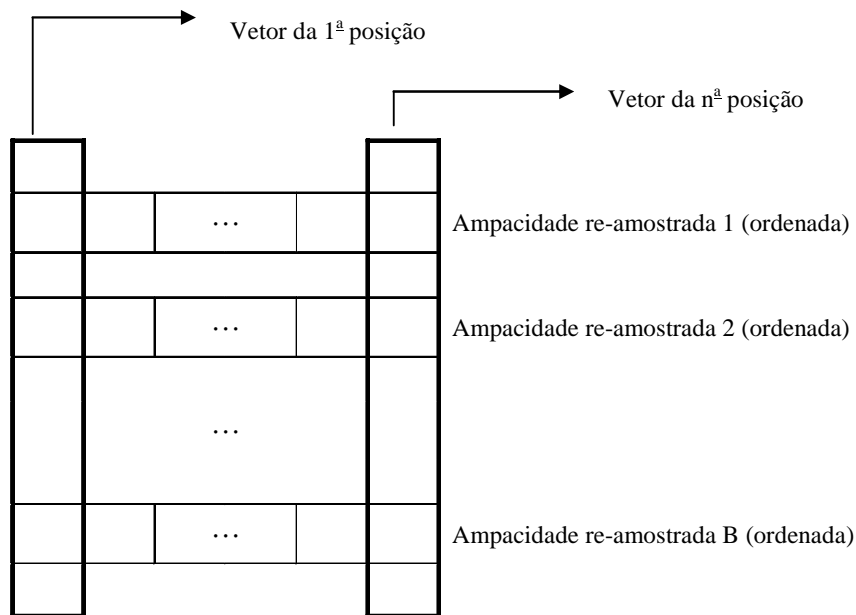 Vetor da 1ª posição
Vetor da nª posição
...
Ampacidade re-amostrada 1 (ordenada)
...
Ampacidade re-amostrada 2 (ordenada)
...
...
Ampacidade re-amostrada B (ordenada)